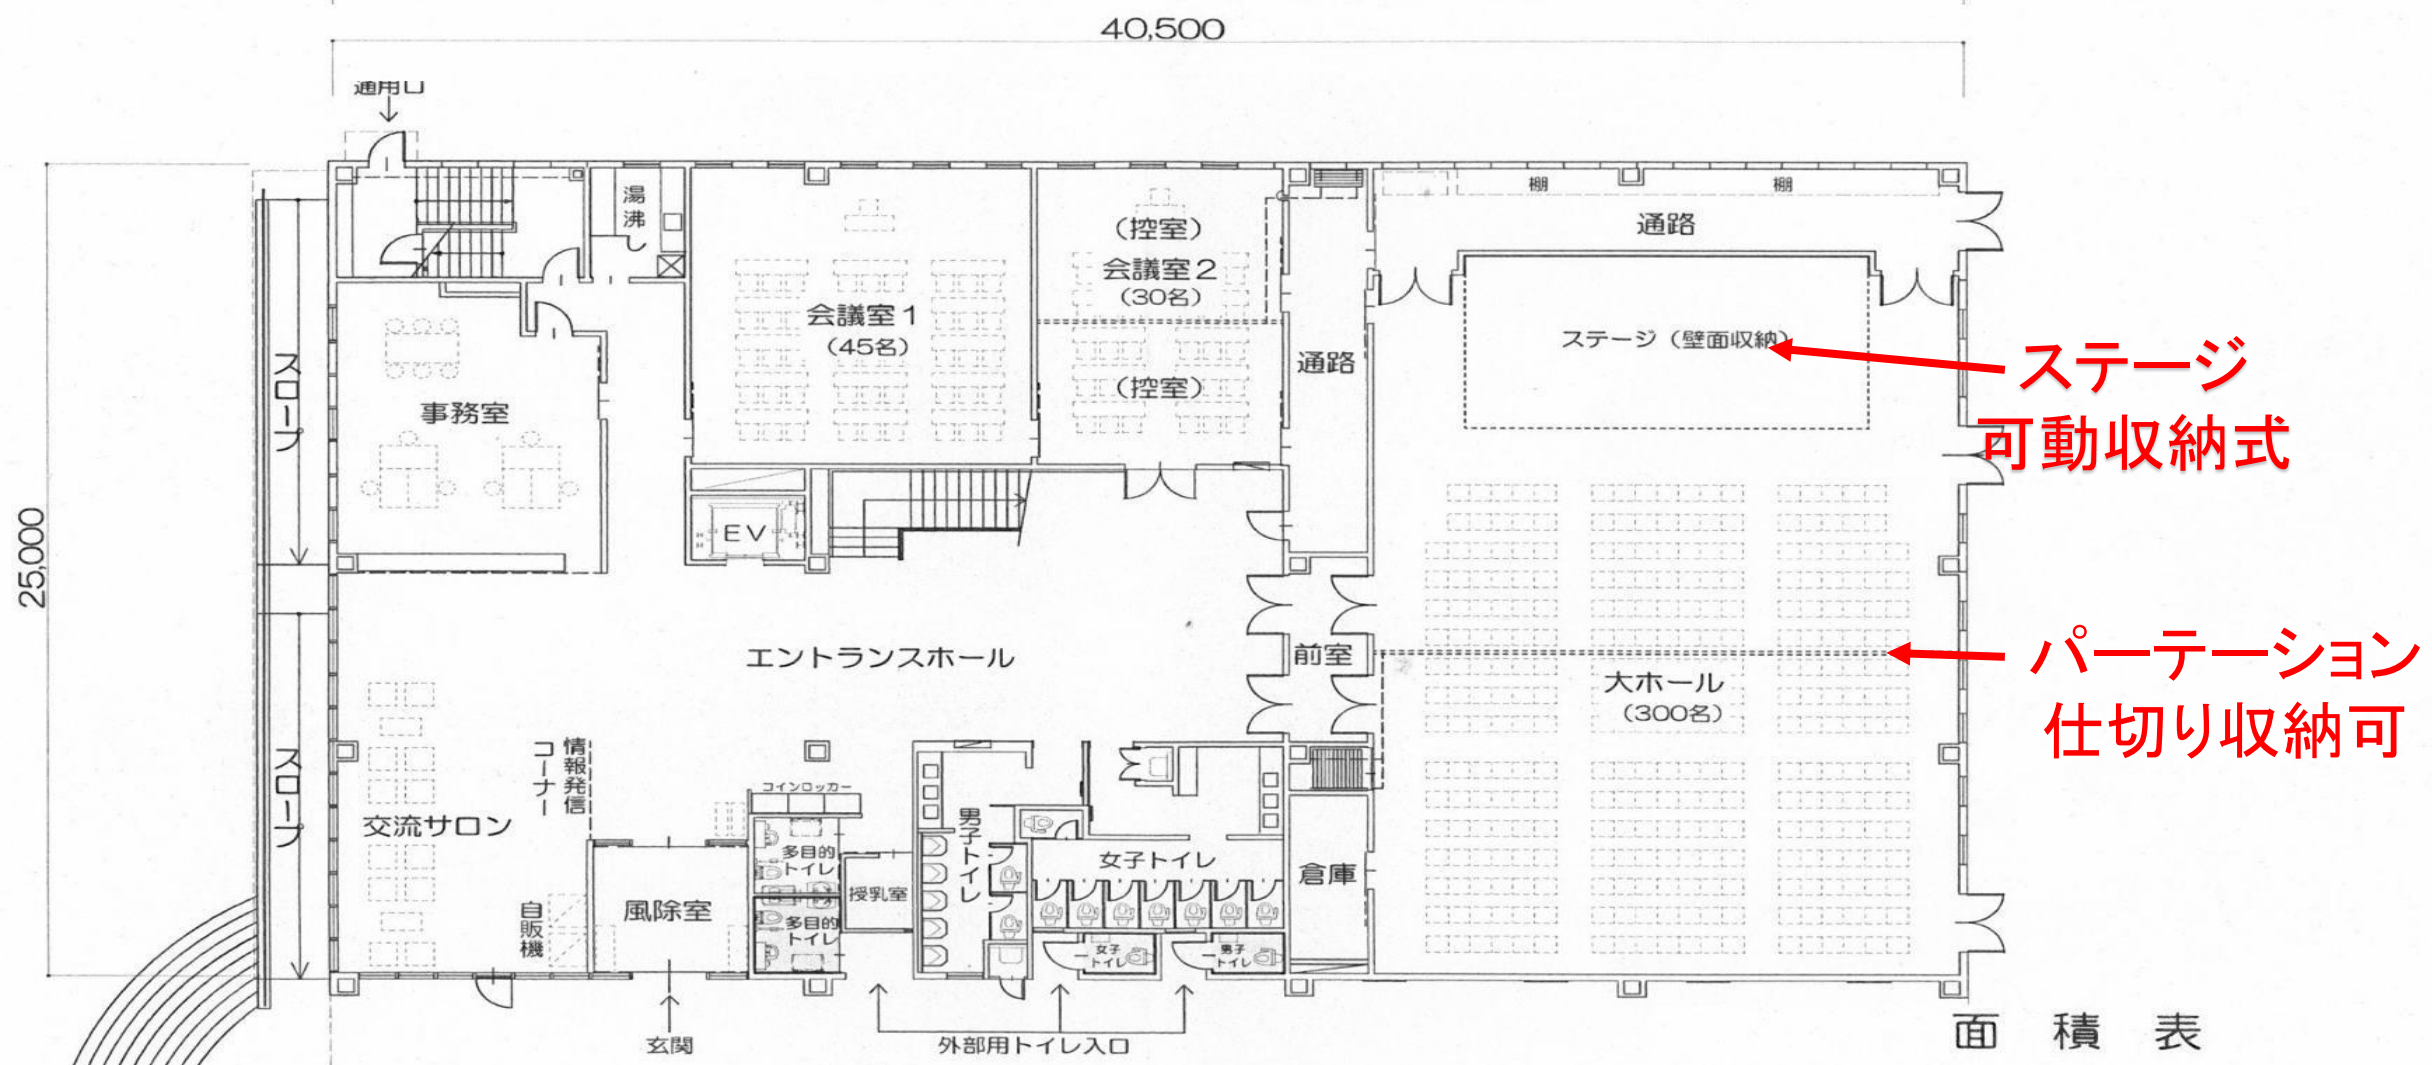 40,500
通用口
湯沸し
棚
棚
通路
(控室)
会議室2
(30名)
会議室1
(45名)
ステージ(壁面収納)
ステージ
可動収納式
通路
(控室)
スロープ
事務室
EV
25,000
エントランスホール
前室
パーテーション
仕切り収納可
大ホール
(300名)
情報発信
コーナー
スロープ
コインロッカー
交流サロン
男子トイレ
多目的
トイレ
女子トイレ
倉庫
授乳室
自販機
風除室
多目的
トイレ
女子
トイレ
男子
トイレ
玄関
外部用トイレ入口
面積表